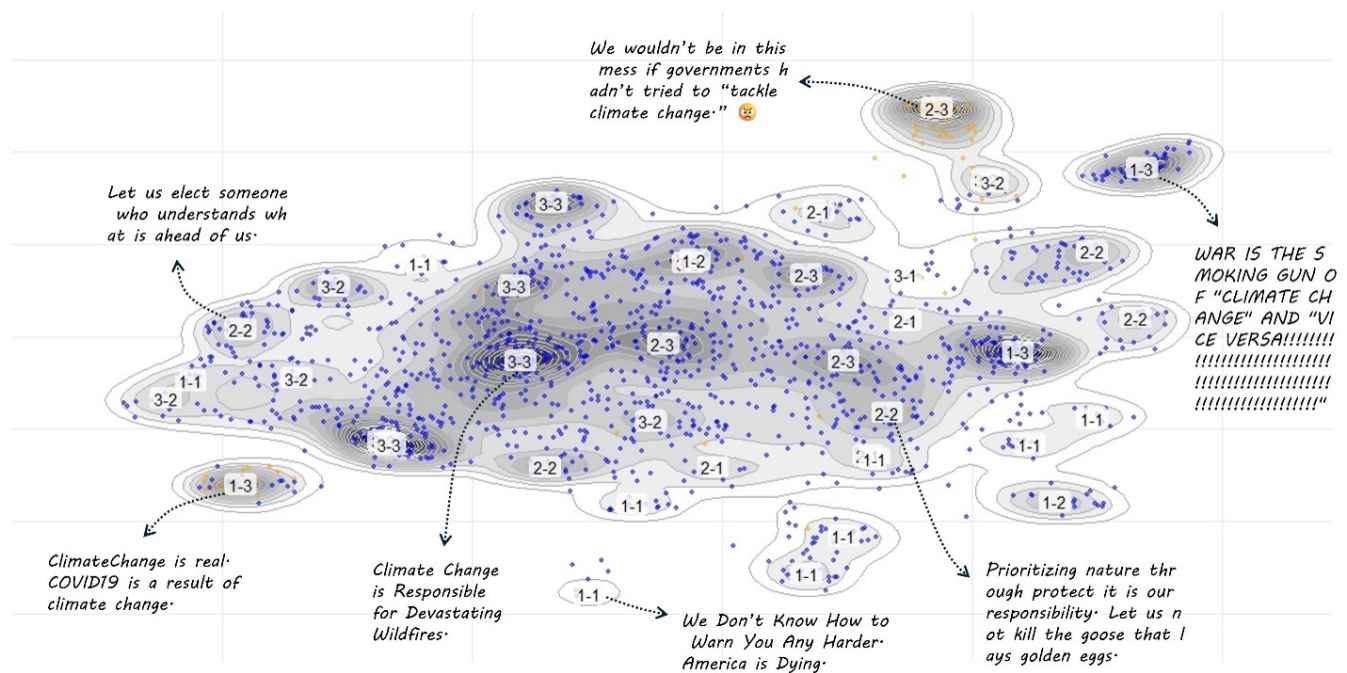 We wouldn't be in this
mess if governments h
adn't tried to “tackle
climate change.” 😡
2-3
3-2
1-3
Let us elect someone
who understands wh
at is ahead of us.
3-3
2-1
WAR IS THE S
MOKING GUN O
F “CLIMATE CH
ANGE” AND “VI
CE VERSA!!!!!!!!
!!!!!!!!!!!!!!!!!!!!!!!
!!!!!!!!!!!!!!!!!!!!!!!
!!!!!!!!!!!!!!!!!!!!!“
1-1
1-2
2-2
3-2
3-3
2-3
3-1
2-2
2-1
2-2
3-3
2-3
2-3
1-3
1-1
3-2
3-2
3-2
2-2
1-1
3-3
1-1
1-1
2-2
2-1
1-3
1-1
1-2
1-1
1-1
1-1
ClimateChange is real.
COVID19 is a result of
climate change.
Climate Change
is Responsible
for Devastating
Wildfires.
We Don't Know How to
Warn You Any Harder.
America is Dying.
Prioritizing nature thr
ough protect it is our
responsibility. Let us n
ot kill the goose that l
ays golden eggs.